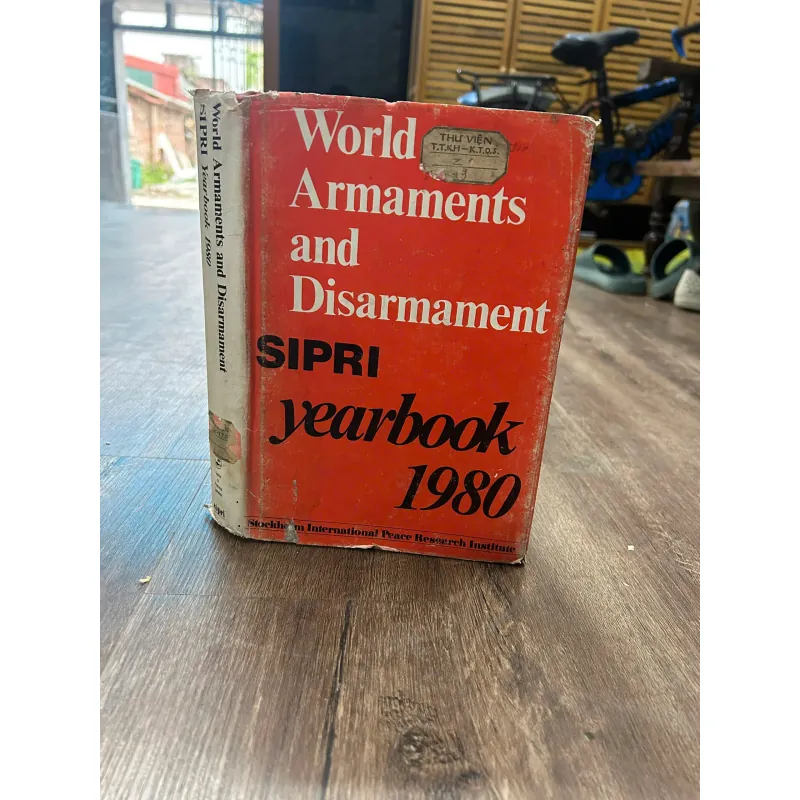 World Armaments and Disarmament
SIPRI Yearbook 1980
World
THƯ VIỆN
T.T.KH-K.T.Q.S.
Armaments
and
Disarmament
SIPRI
yearbook
1980
Stockholm International Peace Research Institute